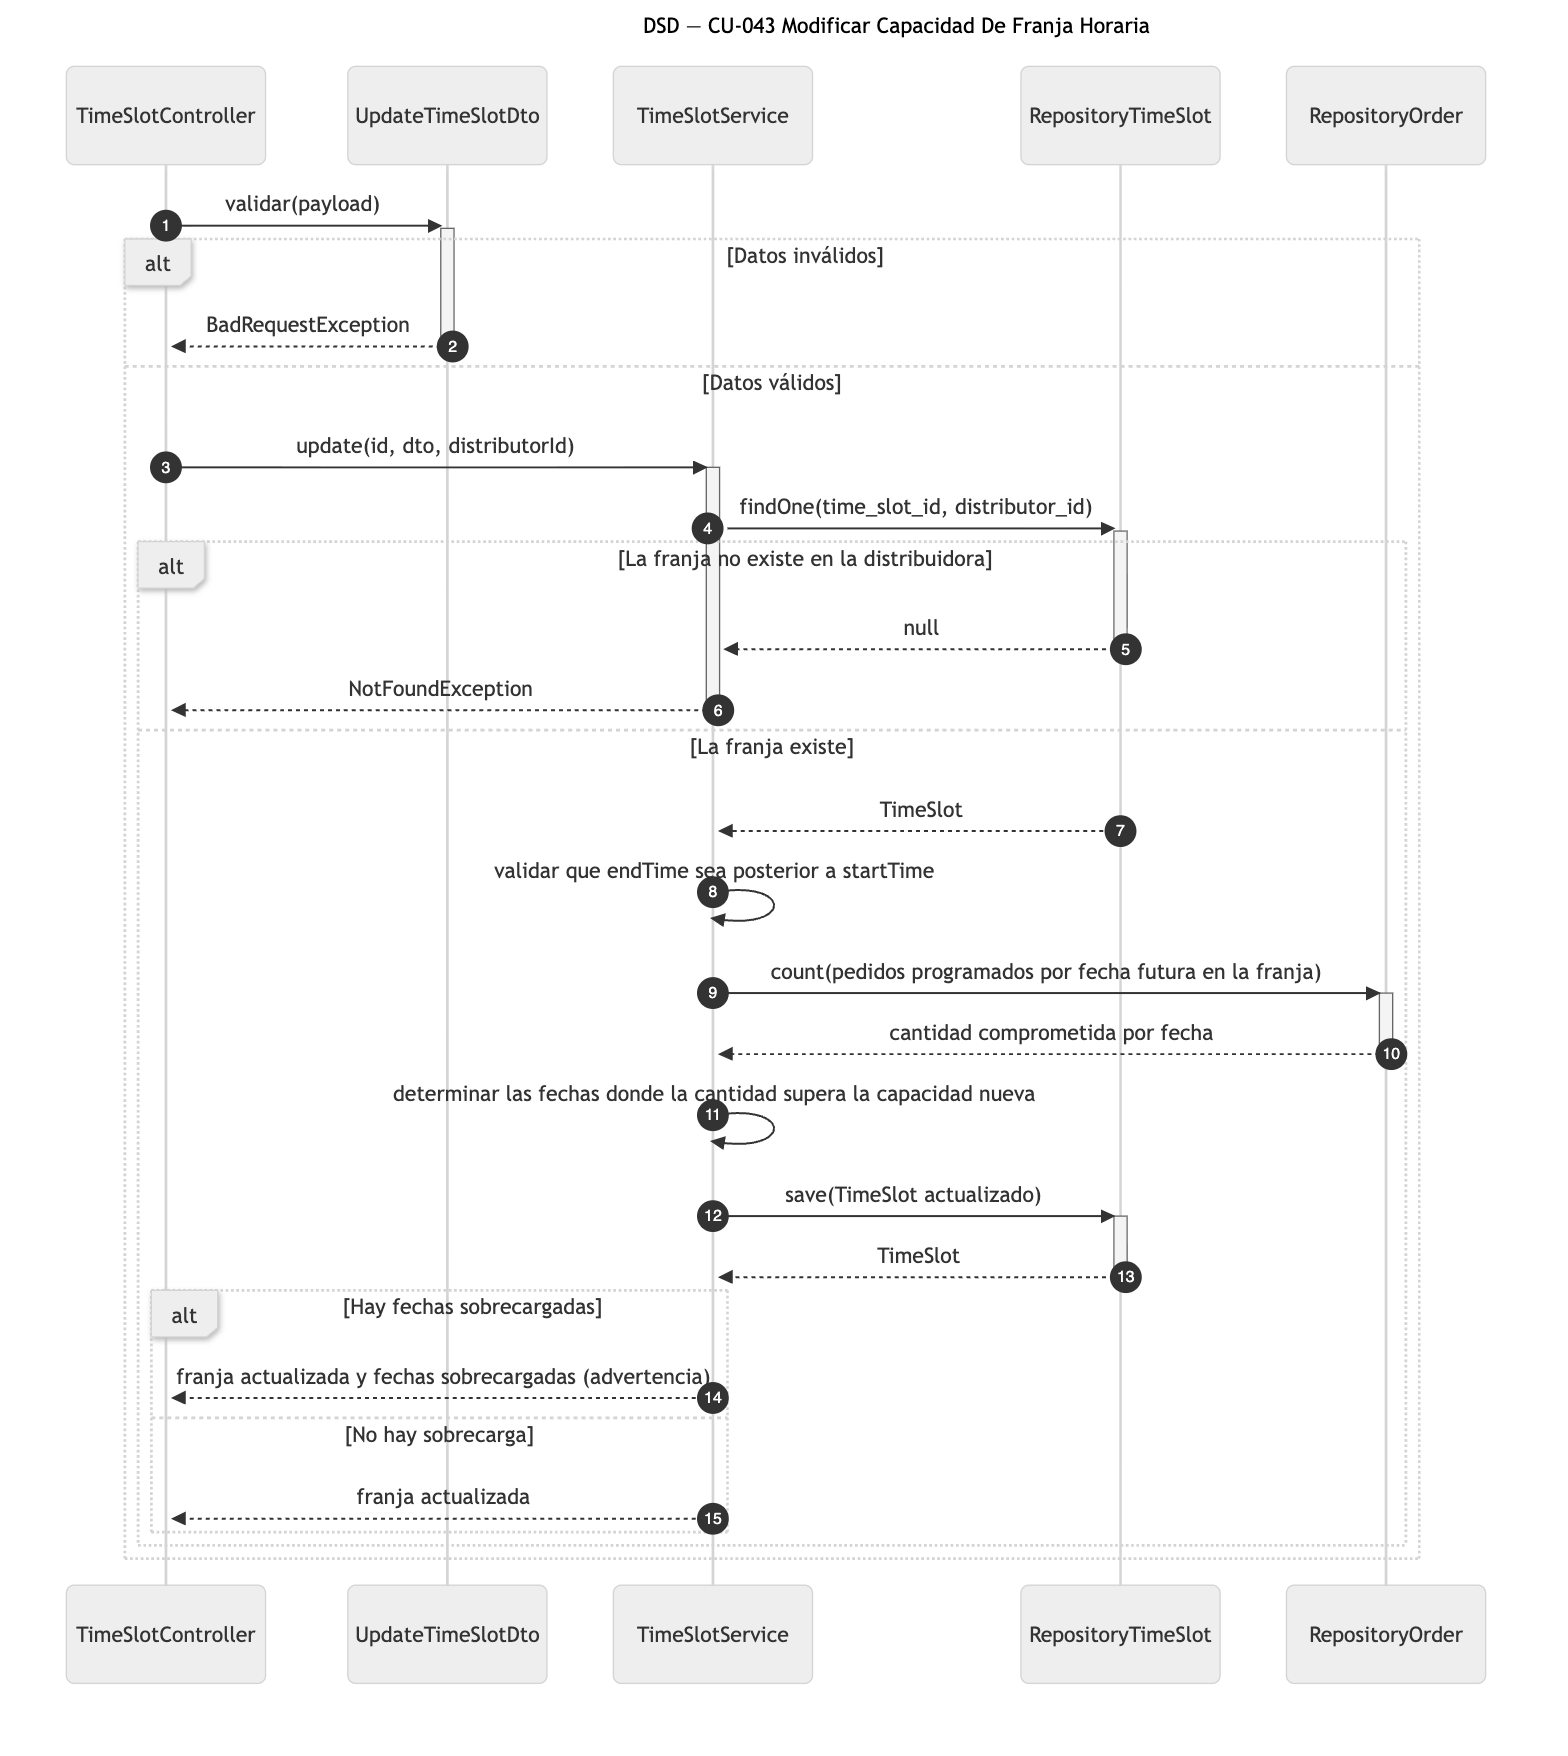 DSD — CU-043 Modificar Capacidad De Franja Horaria
TimeSlotController
UpdateTimeSlotDto
TimeSlotService
RepositoryTimeSlot
RepositoryOrder
validar(payload)
1
alt
[Datos inválidos]
BadRequestException
2
[Datos válidos]
update(id, dto, distributorId)
3
findOne(time_slot_id, distributor_id)
4
alt
[La franja no existe en la distribuidora]
null
5
NotFoundException
6
[La franja existe]
TimeSlot
7
validar que endTime sea posterior a startTime
8
count(pedidos programados por fecha futura en la franja)
9
cantidad comprometida por fecha
10
determinar las fechas donde la cantidad supera la capacidad nueva
11
save(TimeSlot actualizado)
12
TimeSlot
13
alt
[Hay fechas sobrecargadas]
franja actualizada y fechas sobrecargadas (advertencia)
14
[No hay sobrecarga]
franja actualizada
15
TimeSlotController
UpdateTimeSlotDto
TimeSlotService
RepositoryTimeSlot
RepositoryOrder